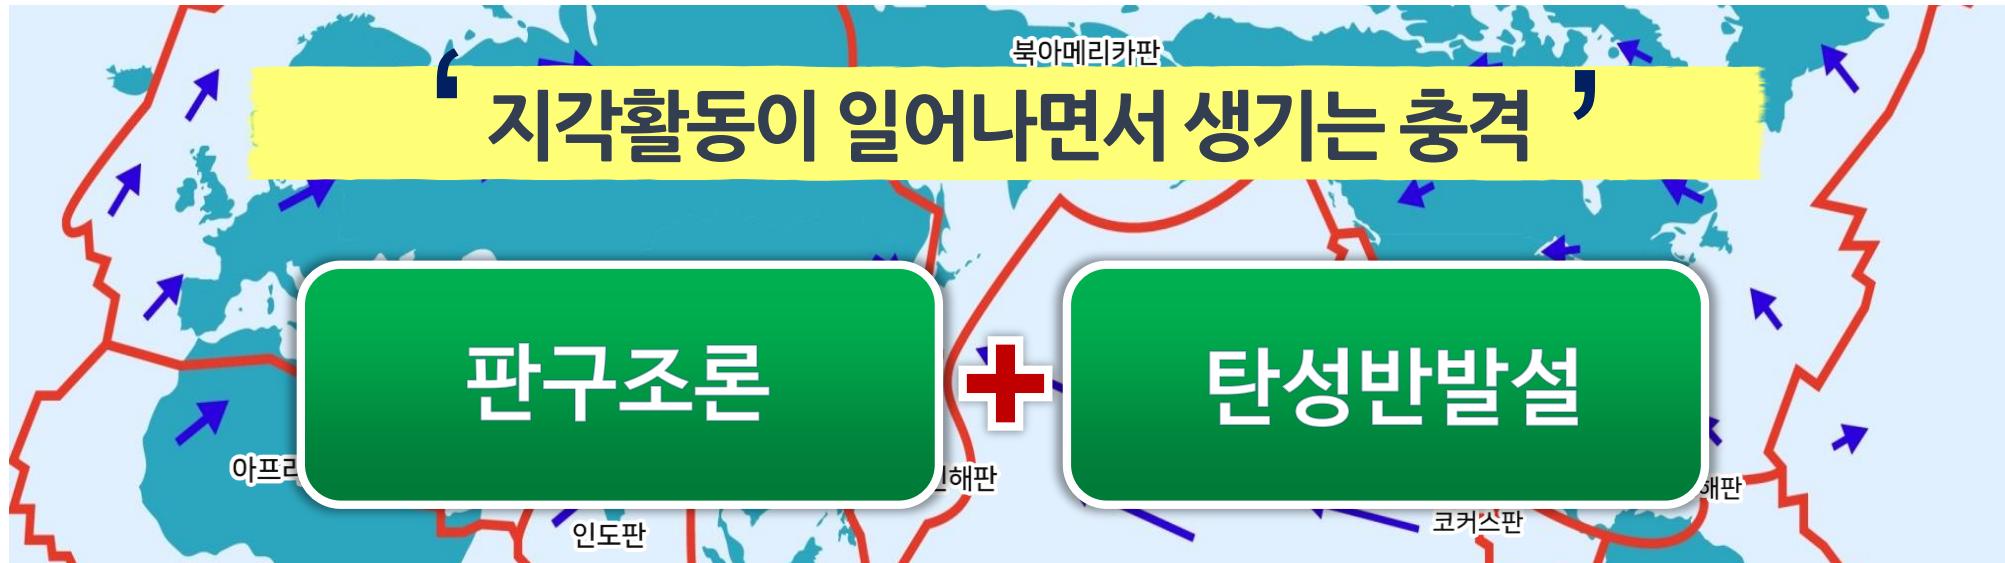 북아메리카판
‘지각활동이 일어나면서 생기는 충격’
판구조론
+
탄성반발설
인도판
코커스판